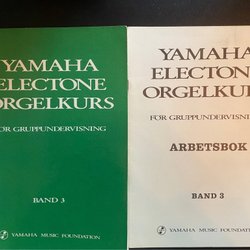 YAMAHA
ELECTONE
ORGELKURS
FÖR GRUPPUNDERVISNING
BAND 3
YAMAHA MUSIC FOUNDATION
YAMAHA
ELECTONE
ORGELKURS
FÖR GRUPPUNDERVISNING
ARBETSBOK
BAND 3
YAMAHA MUSIC FOUNDATION